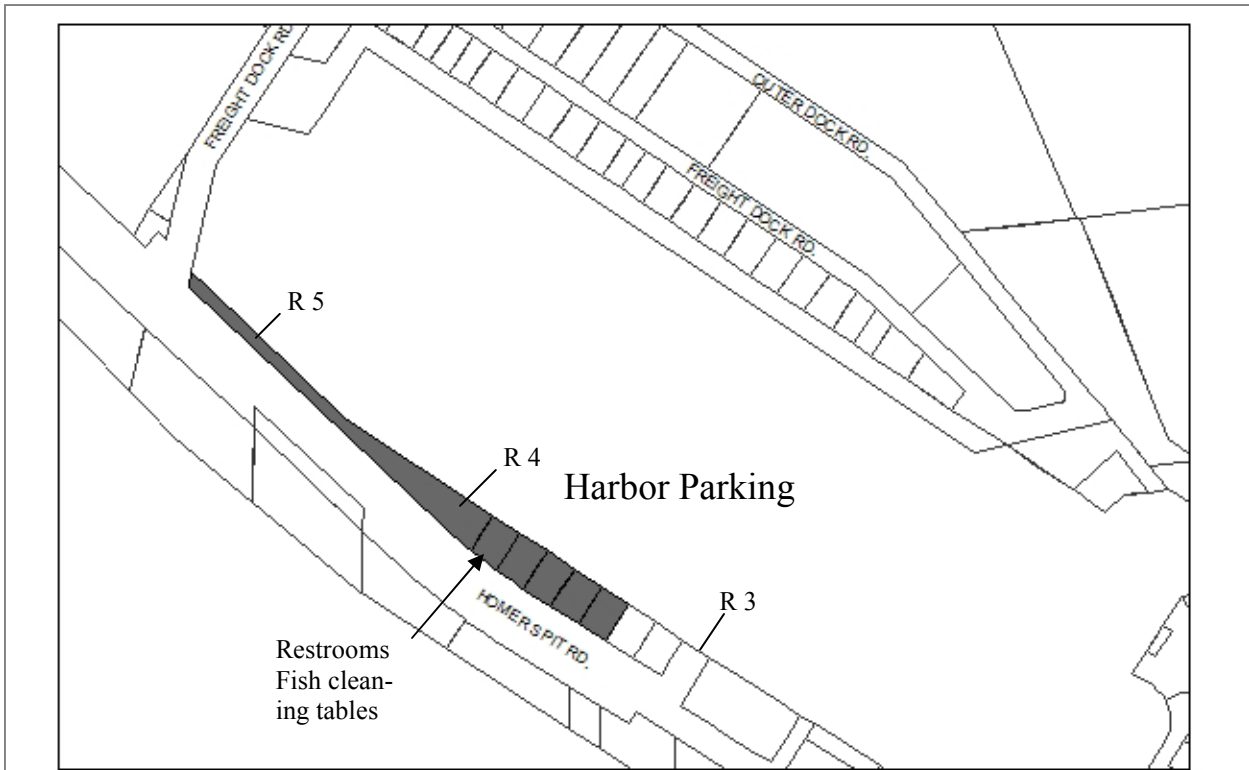 FREIGHT DOCK RD.
OUTER DOCK RD.
FREIGHT DOCK RD.
R 5
R 4
Harbor Parking
R 3
HOMER SPIT RD.
Restrooms
Fish clean-
ing tables